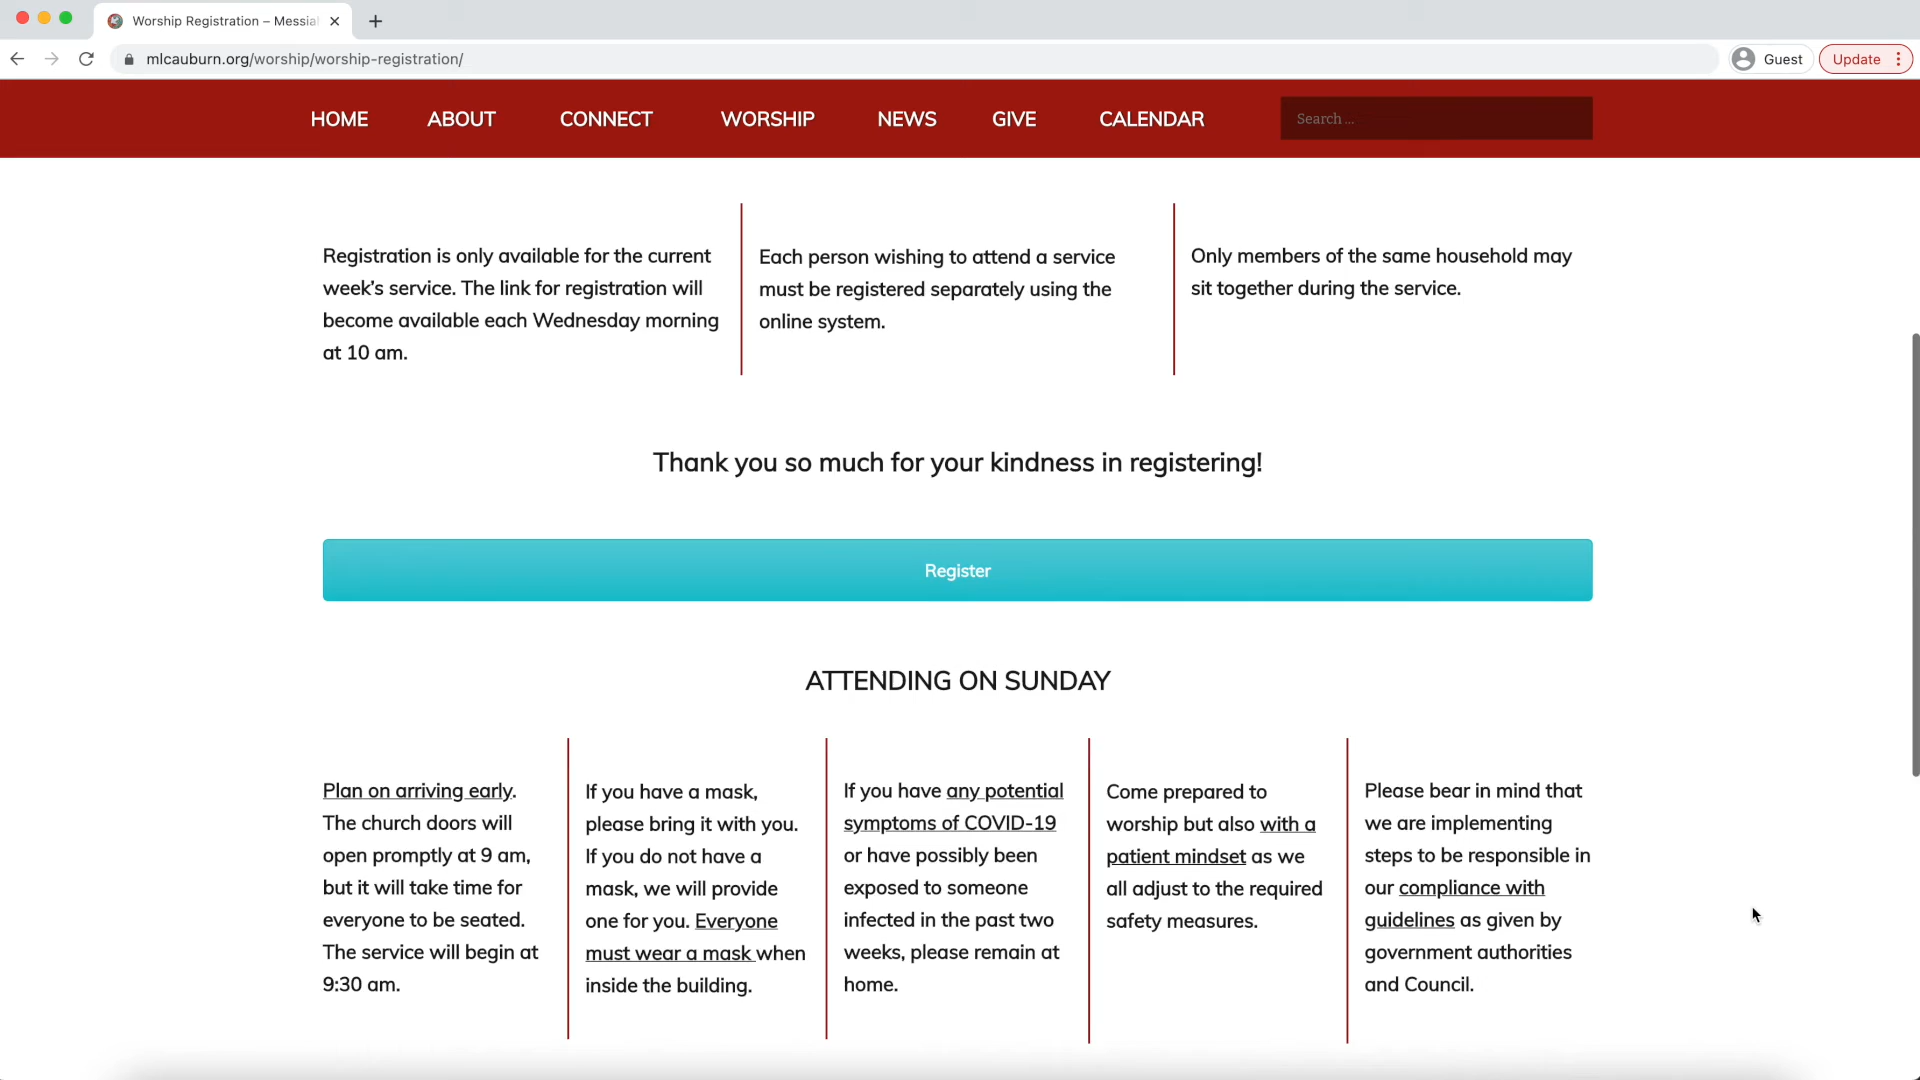 Worship Registration – Messia
mlcauburn.org/worship/worship-registration/
Guest
Update
HOME ABOUT CONNECT WORSHIP NEWS GIVE CALENDAR
Search ...
Registration is only available for the current
week's service. The link for registration will
become available each Wednesday morning
at 10 am.
Each person wishing to attend a service
must be registered separately using the
online system.
Only members of the same household may
sit together during the service.
Thank you so much for your kindness in registering!
Register
ATTENDING ON SUNDAY
Plan on arriving early.
The church doors will
open promptly at 9 am,
but it will take time for
everyone to be seated.
The service will begin at
9:30 am.
If you have a mask,
please bring it with you.
If you do not have a
mask, we will provide
one for you. Everyone
must wear a mask when
inside the building.
If you have any potential
symptoms of COVID-19
or have possibly been
exposed to someone
infected in the past two
weeks, please remain at
home.
Come prepared to
worship but also with a
patient mindset as we
all adjust to the required
safety measures.
Please bear in mind that
we are implementing
steps to be responsible in
our compliance with
guidelines as given by
government authorities
and Council.